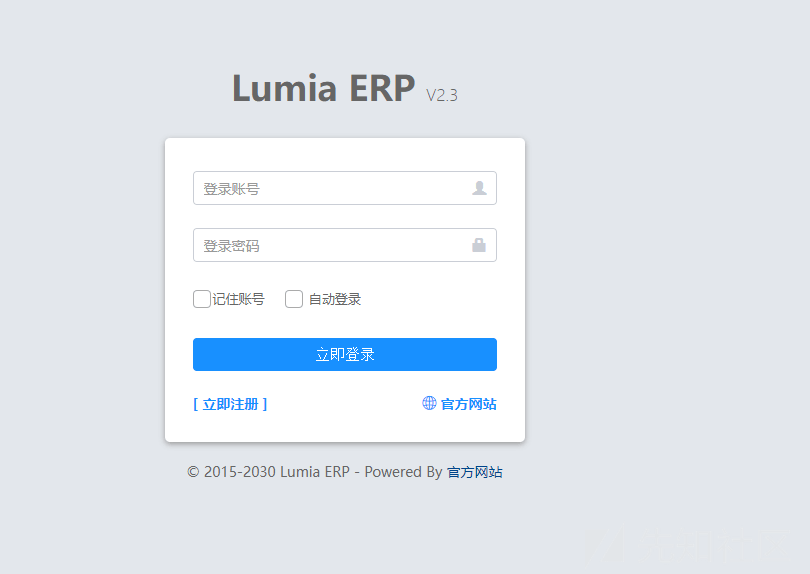 Lumia ERP V2.3
登录账号
登录密码
记住账号 自动登录
立即登录
[ 立即注册 ] 官方网站
© 2015-2030 Lumia ERP - Powered By 官方网站